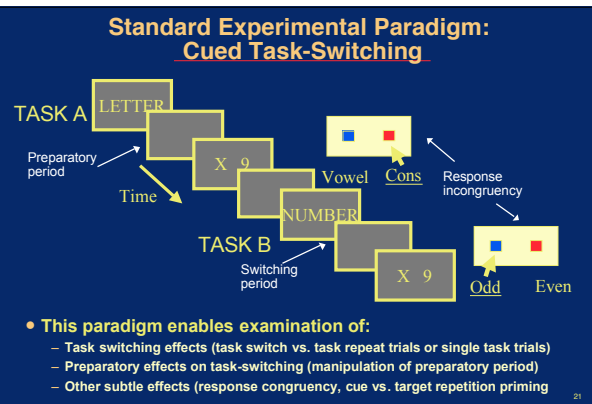 Standard Experimental Paradigm:
Cued Task-Switching
TASK A
LETTER
Preparatory
period
X 9
Time
Vowel
Cons
Response
incongruency
NUMBER
TASK B
Switching
period
X 9
Odd
Even
• This paradigm enables examination of:
– Task switching effects (task switch vs. task repeat trials or single task trials)
– Preparatory effects on task-switching (manipulation of preparatory period)
– Other subtle effects (response congruency, cue vs. target repetition priming
21